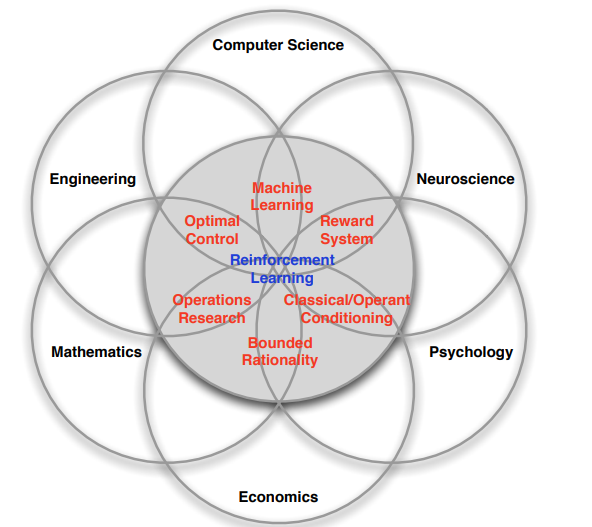 Computer Science
Engineering
Neuroscience
Machine
Learning
Optimal
Control
Reward
System
Reinforcement
Learning
Operations
Research
Classical/Operant
Conditioning
Bounded
Rationality
Mathematics
Psychology
Economics